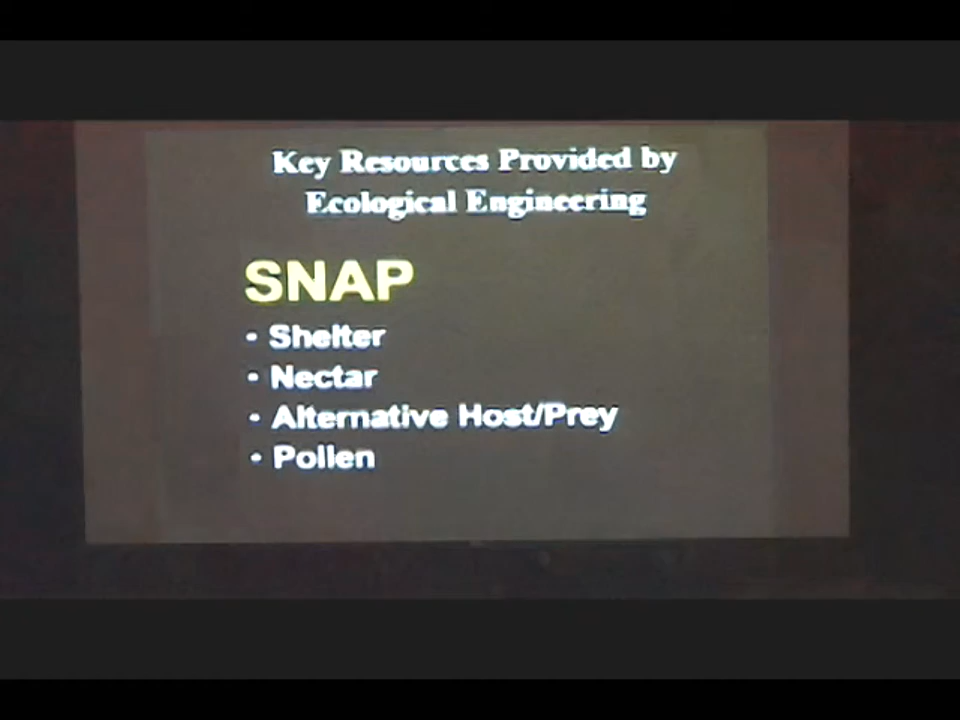 Key Resources Provided by
Ecological Engineering
SNAP
• Shelter
• Nectar
• Alternative Host/Prey
• Pollen